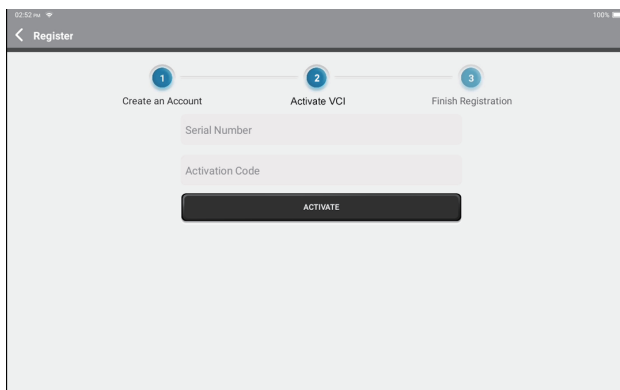 02:52 PM
100%
Register
1
2
3
Create an Account
Activate VCI
Finish Registration
Serial Number
Activation Code
ACTIVATE